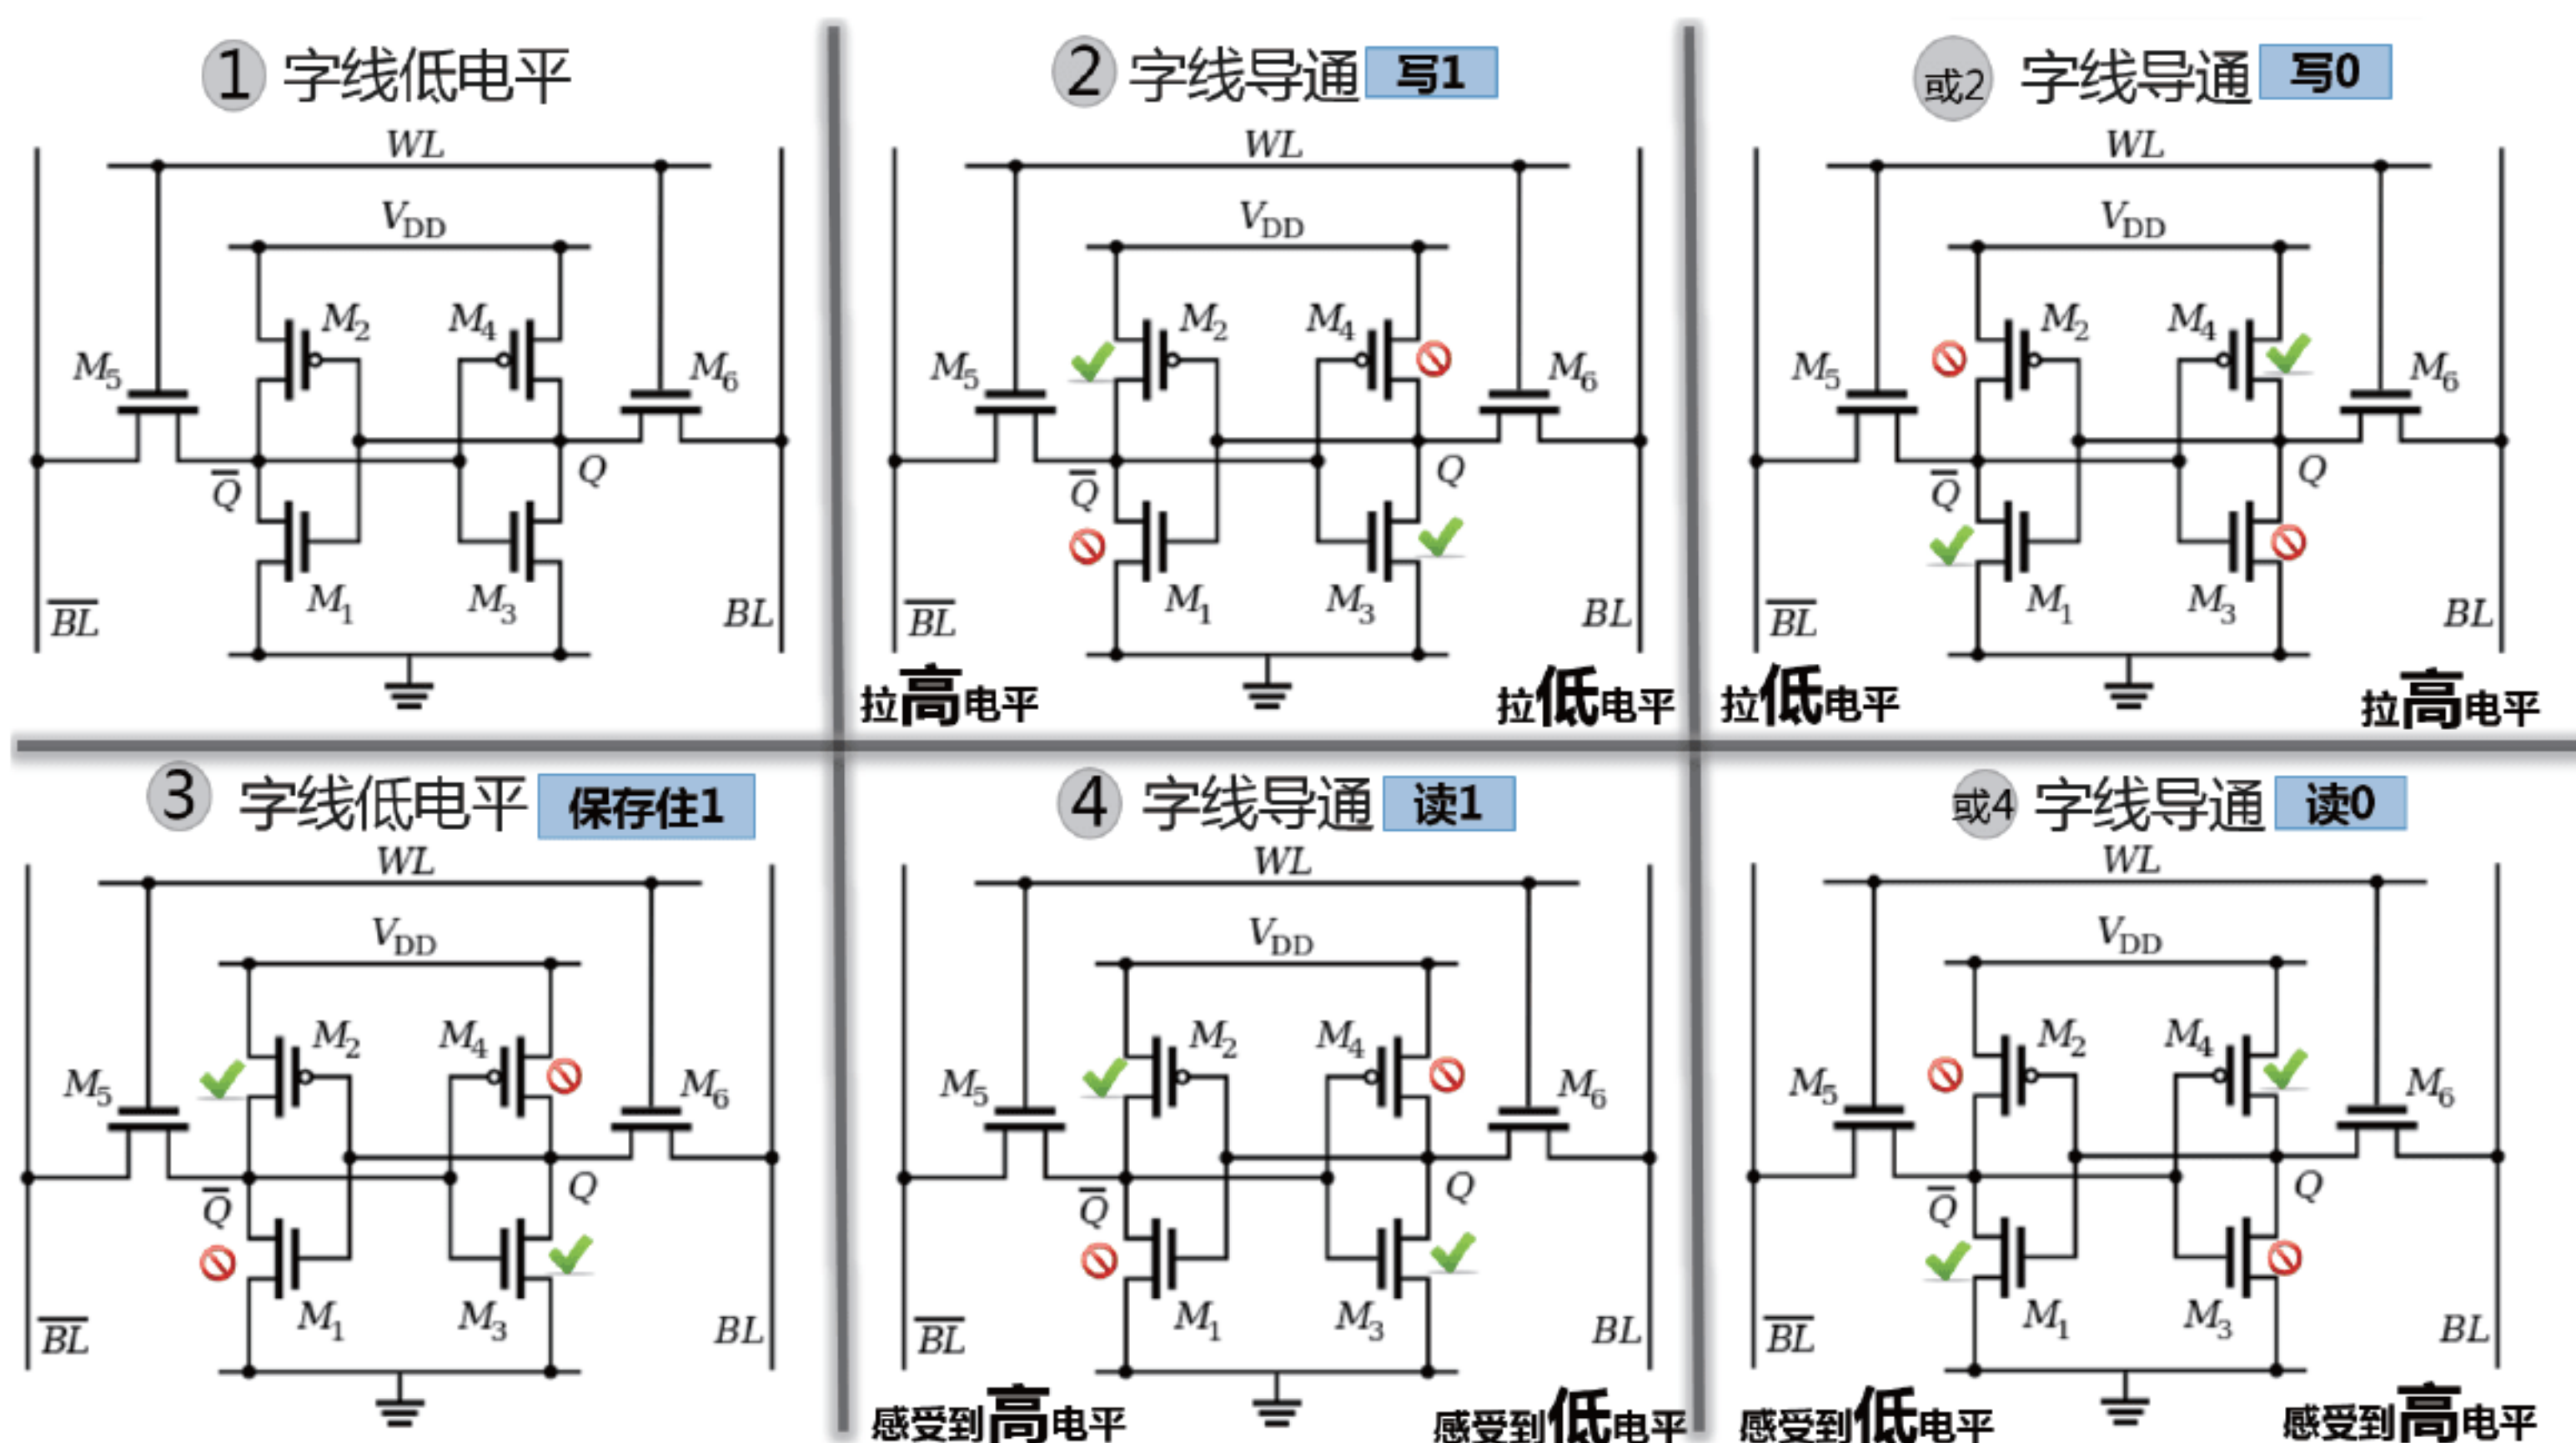 1 字线低电平
WL
V_DD
M2 M4
M5 M6
Q̅ Q
M1 M3
B̅L̅ BL
2 字线导通 写1
WL
V_DD
M2 M4
M5 M6
Q̅ Q
M1 M3
B̅L̅ BL
拉高电平 拉低电平
或2 字线导通 写0
WL
V_DD
M2 M4
M5 M6
Q̅ Q
M1 M3
B̅L̅ BL
拉低电平 拉高电平
3 字线低电平 保存住1
WL
V_DD
M2 M4
M5 M6
Q̅ Q
M1 M3
B̅L̅ BL
4 字线导通 读1
WL
V_DD
M2 M4
M5 M6
Q̅ Q
M1 M3
B̅L̅ BL
感受到高电平 感受到低电平
或4 字线导通 读0
WL
V_DD
M2 M4
M5 M6
Q̅ Q
M1 M3
B̅L̅ BL
感受到低电平 感受到高电平